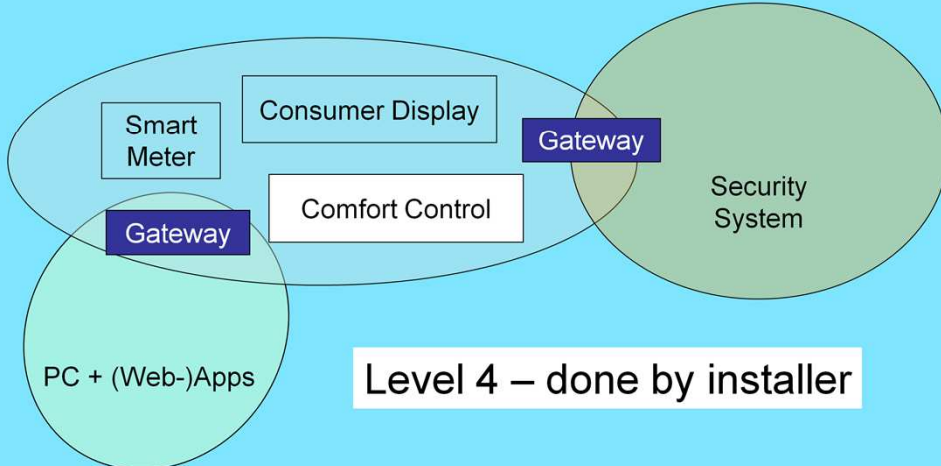 Smart
Meter
Consumer Display
Gateway
Comfort Control
Security
System
Gateway
PC + (Web-)Apps
Level 4 – done by installer